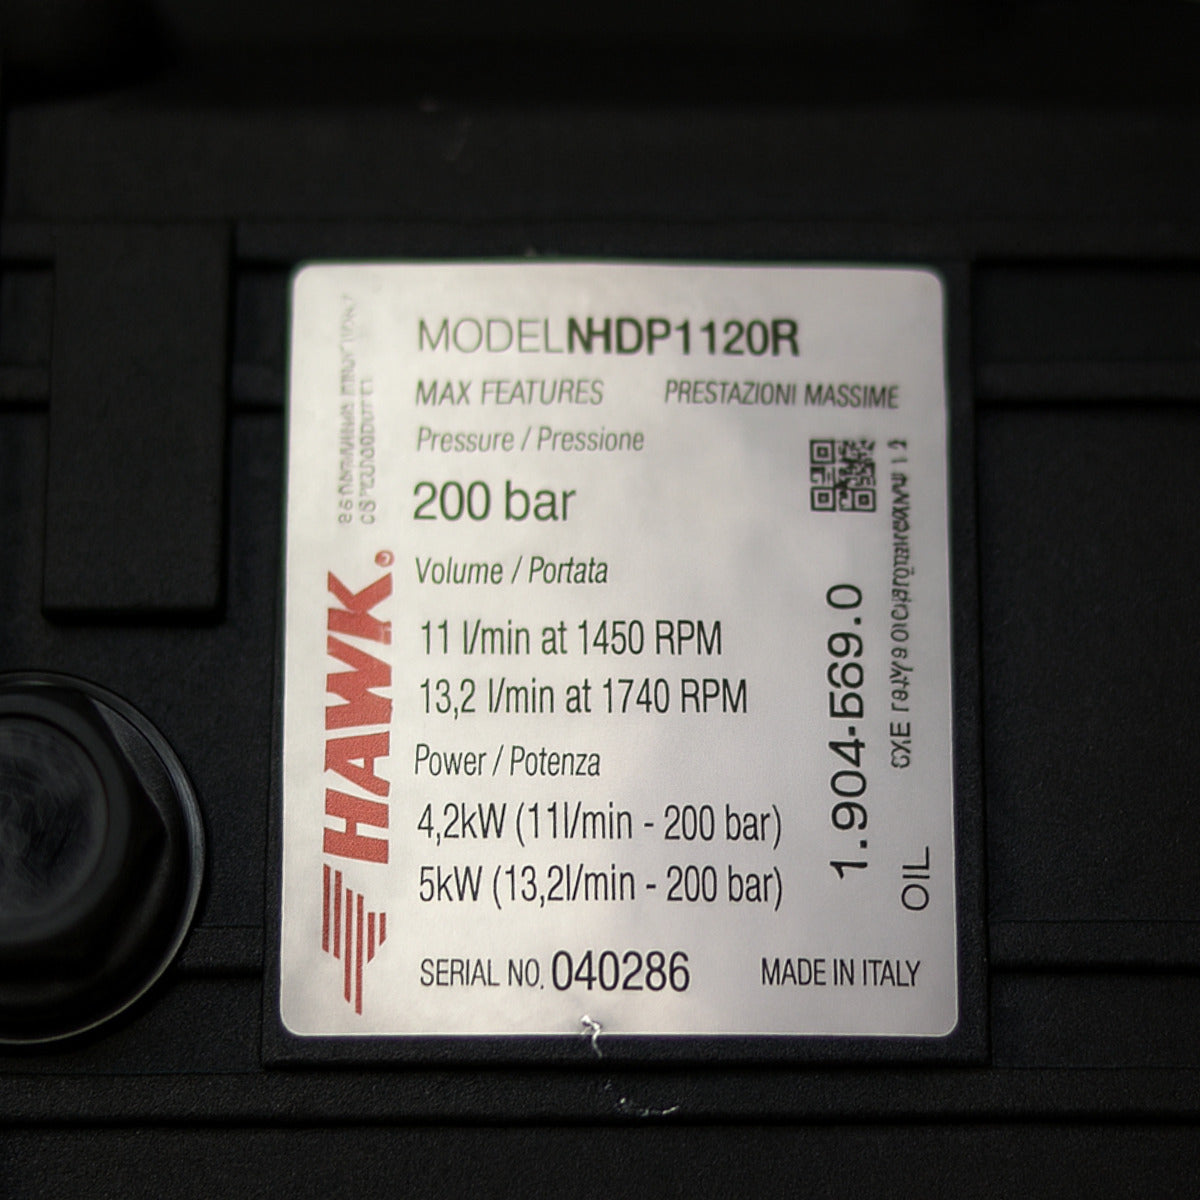 MODEL NHDP1120R
MAX FEATURES PRESTAZIONI MASSIME
Pressure / Pressione
200 bar
Volume / Portata
11 l/min at 1450 RPM
13,2 l/min at 1740 RPM
Power / Potenza
4,2kW (11l/min - 200 bar)
5kW (13,2l/min - 200 bar)
SERIAL NO. 040286 MADE IN ITALY
HAWK
1.904-569.0
OIL